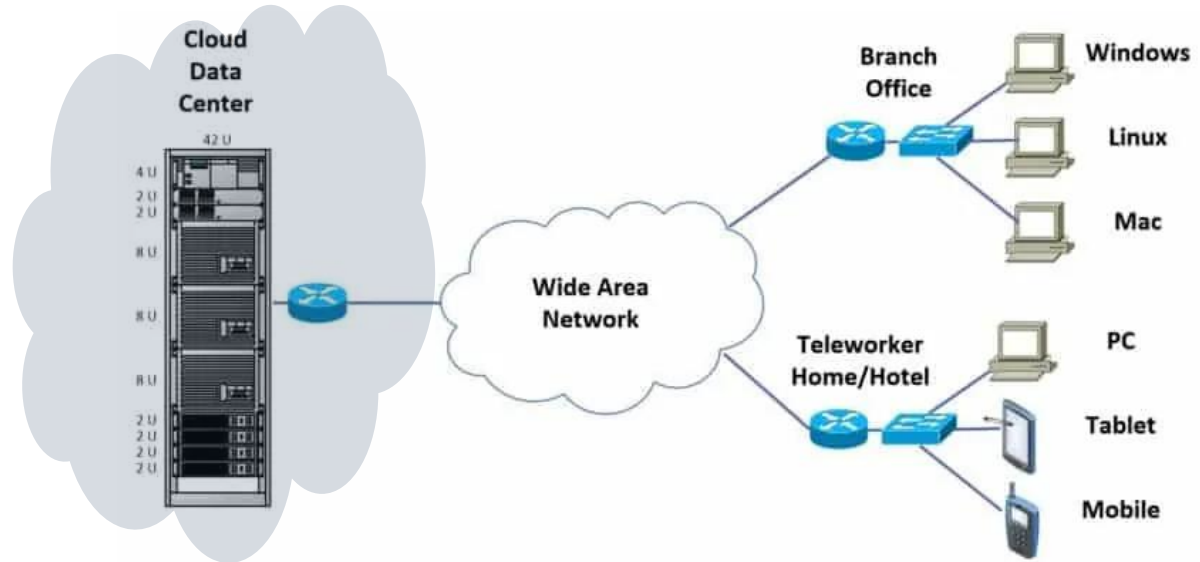 Cloud
Data
Center
42 U
4 U
2 U
2 U
8 U
8 U
8 U
2 U
2 U
2 U
2 U
Wide Area
Network
Branch
Office
Windows
Linux
Mac
Teleworker
Home/Hotel
PC
Tablet
Mobile